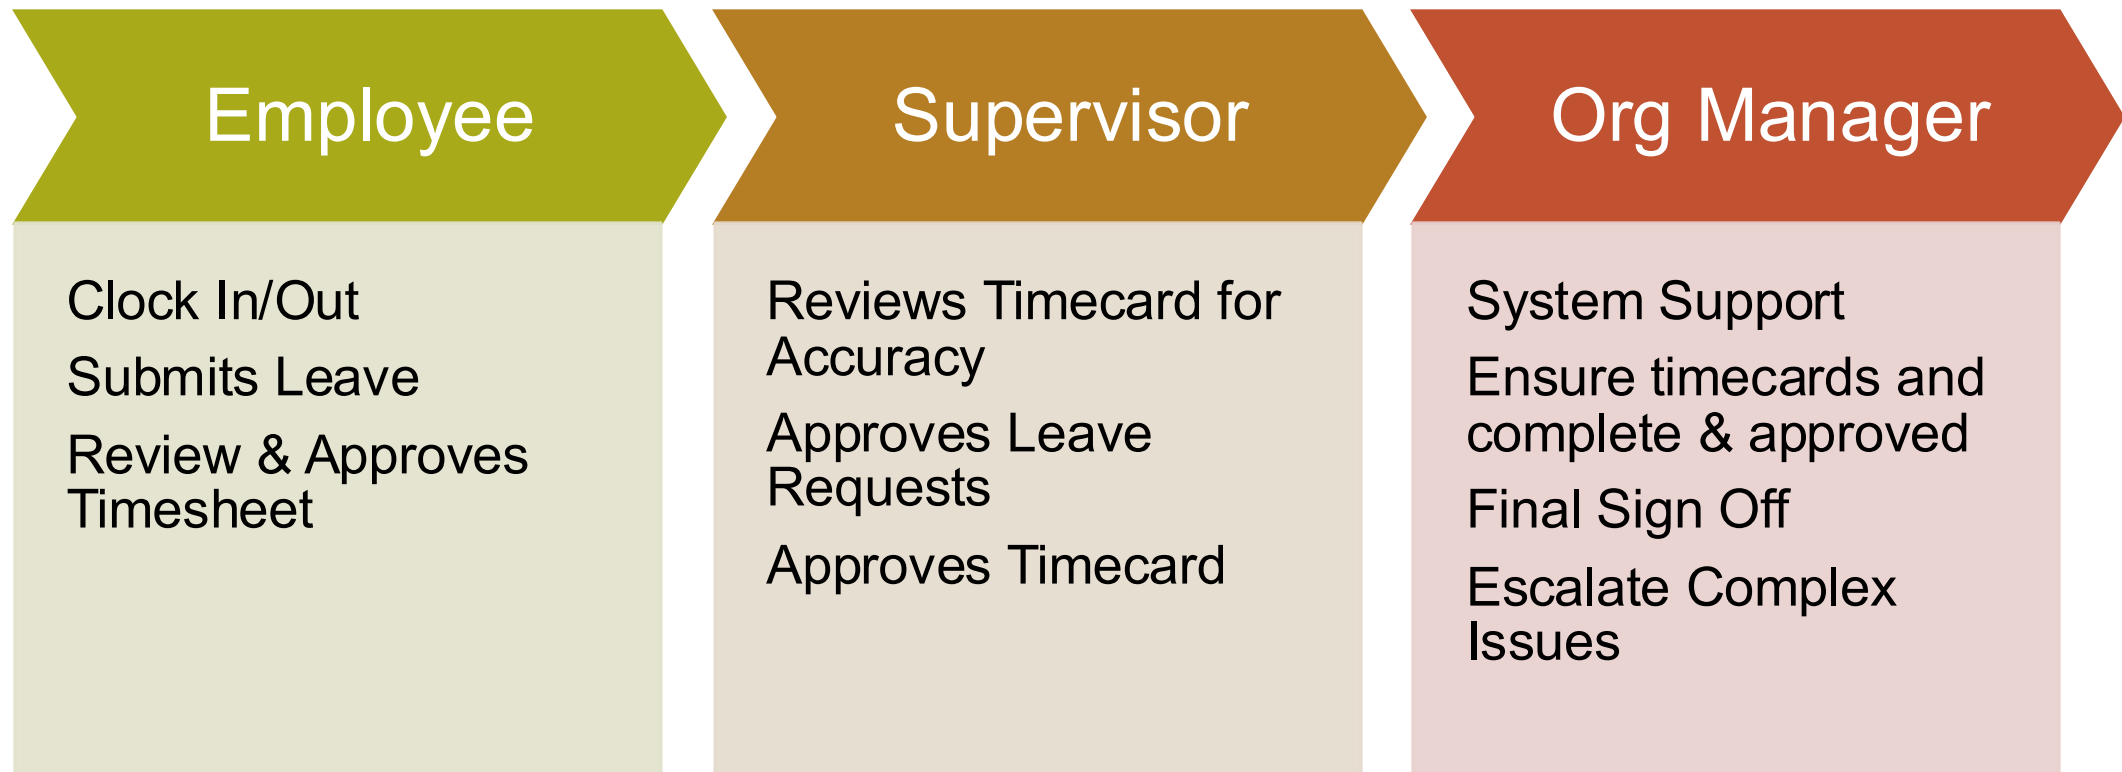 Employee
Clock In/Out
Submits Leave
Review & Approves
Timesheet
Supervisor
Reviews Timecard for
Accuracy
Approves Leave
Requests
Approves Timecard
Org Manager
System Support
Ensure timecards and
complete & approved
Final Sign Off
Escalate Complex
Issues